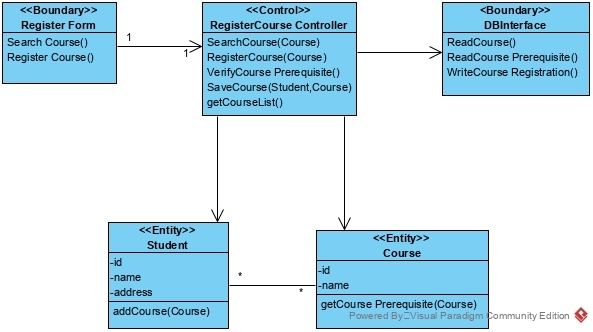 <<Boundary>>
Register Form
Search Course()
Register Course()
1
1
<<Control>>
RegisterCourse Controller
SearchCourse(Course)
RegisterCourse(Course)
VerifyCourse Prerequisite()
SaveCourse(Student,Course)
getCourseList()
<<Boundary>>
DBInterface
ReadCourse()
ReadCourse Prerequisite()
WriteCourse Registration()
<<Entity>>
Student
-id
-name
-address
addCourse(Course)
*
*
<<Entity>>
Course
-id
-name
getCourse Prerequisite(Course)
Powered By Visual Paradigm Community Edition